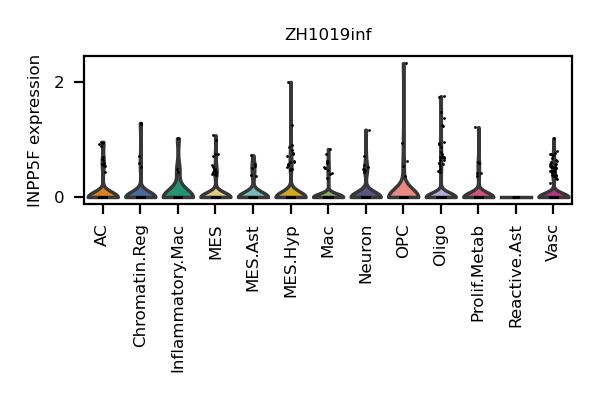 ZH1019inf
INPP5F expression
2
0
AC
Chromatin.Reg
Inflammatory.Mac
MES
MES.Ast
MES.Hyp
Mac
Neuron
OPC
Oligo
Prolif.Metab
Reactive.Ast
Vasc